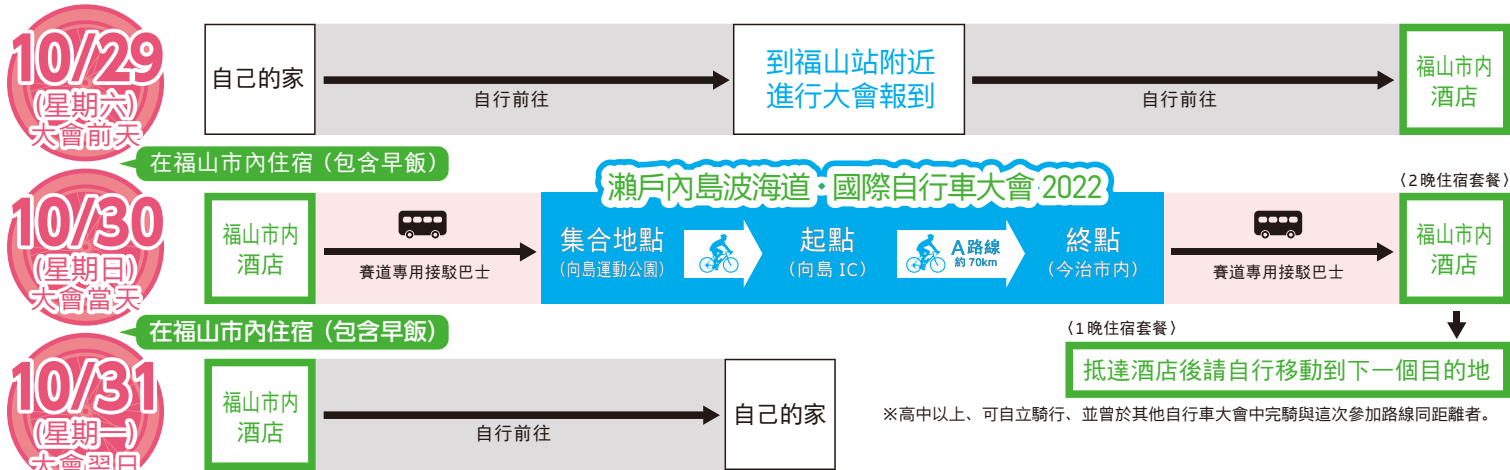 10/29
(星期六)
大會前天
自己的家
自行前往
到福山站附近
進行大會報到
自行前往
福山市内
酒店
在福山市內住宿（包含早飯）
10/30
(星期日)
大會當天
福山市内
酒店
賽道專用接駁巴士
瀨戶內島波海道・國際自行車大會 2022
集合地點
(向島運動公園)
起點
(向島 IC)
A路線
約 70km
終點
(今治市内)
賽道專用接駁巴士
〈2晚住宿套餐〉
福山市内
酒店
在福山市內住宿（包含早飯）
〈1晚住宿套餐〉
抵達酒店後請自行移動到下一個目的地
10/31
(星期一)
大會翌日
福山市内
酒店
自行前往
自己的家
※高中以上、可自立騎行、並曾於其他自行車大會中完騎與這次參加路線同距離者。